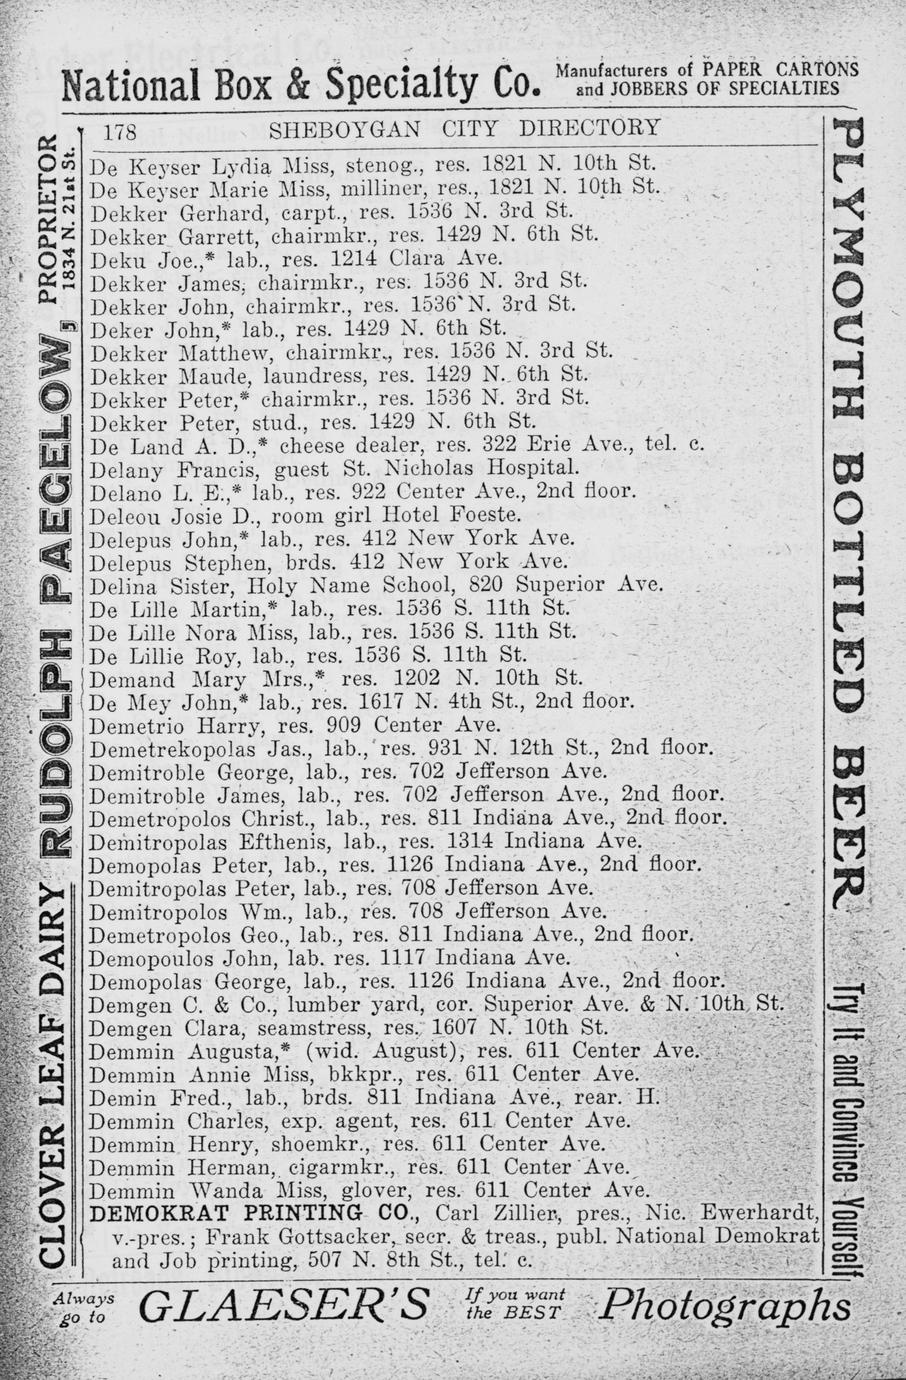 National Box & Specialty Co. Manufacturers of PAPER CARTONS
and JOBBERS OF SPECIALTIES
178 SHEBOYGAN CITY DIRECTORY
De Keyser Lydia Miss, stenog., res. 1821 N. 10th St.
De Keyser Marie Miss, milliner, res., 1821 N. 10th St.
Dekker Gerhard, carpt., res. 1536 N. 3rd St.
Dekker Garrett, chairmkr., res. 1429 N. 6th St.
Deku Joe.,* lab., res. 1214 Clara Ave.
Dekker James, chairmkr., res. 1536 N. 3rd St.
Dekker John, chairmkr., res. 1536 N. 3rd St.
Deker John,* lab., res. 1429 N. 6th St.
Dekker Matthew, chairmkr., res. 1536 N. 3rd St.
Dekker Maude, laundress, res. 1429 N. 6th St.
Dekker Peter,* chairmkr., res. 1536 N. 3rd St.
Dekker Peter, stud., res. 1429 N. 6th St.
De Land A. D.,* cheese dealer, res. 322 Erie Ave., tel. c.
Delany Francis, guest St. Nicholas Hospital.
Delano L. E.,* lab., res. 922 Center Ave., 2nd floor.
Deleou Josie D., room girl Hotel Foeste.
Delepus John,* lab., res. 412 New York Ave.
Delepus Stephen, brds. 412 New York Ave.
Delina Sister, Holy Name School, 820 Superior Ave.
De Lille Martin,* lab., res. 1536 S. 11th St.
De Lille Nora Miss, lab., res. 1536 S. 11th St.
De Lillie Roy, lab., res. 1536 S. 11th St.
Demand Mary Mrs.,* res. 1202 N. 10th St.
De Mey John,* lab., res. 1617 N. 4th St., 2nd floor.
Demetrio Harry, res. 909 Center Ave.
Demetrekopolas Jas., lab., res. 931 N. 12th St., 2nd floor.
Demitroble George, lab., res. 702 Jefferson Ave.
Demitroble James, lab., res. 702 Jefferson Ave., 2nd floor.
Demetropolos Christ., lab., res. 811 Indiana Ave., 2nd floor.
Demitropolas Efthenis, lab., res. 1314 Indiana Ave.
Demopolas Peter, lab., res. 1126 Indiana Ave., 2nd floor.
Demitropolas Peter, lab., res. 708 Jefferson Ave.
Demitropolos Wm., lab., res. 708 Jefferson Ave.
Demetropolos Geo., lab., res. 811 Indiana Ave., 2nd floor.
Demopoulos John, lab. res. 1117 Indiana Ave.
Demopolas George, lab., res. 1126 Indiana Ave., 2nd floor.
Demgen C. & Co., lumber yard, cor. Superior Ave. & N. 10th St.
Demgen Clara, seamstress, res. 1607 N. 10th St.
Demmin Augusta,* (wid. August), res. 611 Center Ave.
Demmin Annie Miss, bkkpr., res. 611 Center Ave.
Demin Fred., lab., brds. 811 Indiana Ave., rear. H.
Demmin Charles, exp. agent, res. 611 Center Ave.
Demmin Henry, shoemkr., res. 611 Center Ave.
Demmin Herman, cigarmkr., res. 611 Center Ave.
Demmin Wanda Miss, glover, res. 611 Center Ave.
DEMOKRAT PRINTING CO., Carl Zillier, pres., Nic. Ewerhardt,
v.-pres.; Frank Gottsacker, secr. & treas., publ. National Demokrat
and Job printing, 507 N. 8th St., tel. c.
CLOVER LEAF DAIRY RUDOLPH PAEGELOW, PROPRIETOR
1834 N. 21st St.
PLYMOUTH BOTTLED BEER Try It and Convince Yourself
Always go to GLAESER'S If you want the BEST Photographs